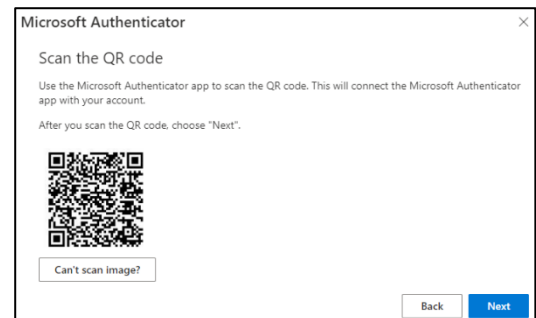 Microsoft Authenticator
Scan the QR code
Use the Microsoft Authenticator app to scan the QR code. This will connect the Microsoft Authenticator
app with your account.
After you scan the QR code, choose "Next".
Can't scan image?
Back
Next